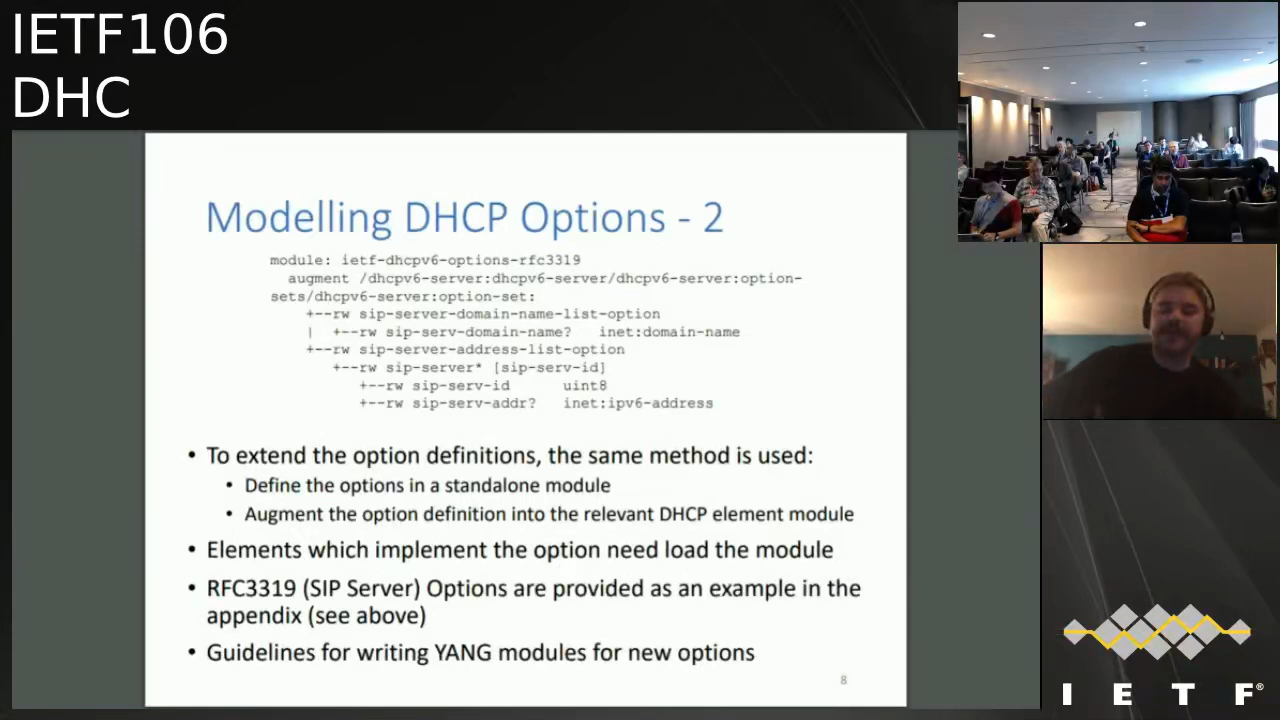 IETF106
DHC
Modelling DHCP Options - 2
module: ietf-dhcpv6-options-rfc3319
augment /dhcpv6-server:dhcpv6-server/dhcpv6-server:option-
sets/dhcpv6-server:option-set:
+--rw sip-server-domain-name-list-option
|  +--rw sip-serv-domain-name?   inet:domain-name
+--rw sip-server-address-list-option
+--rw sip-server* [sip-serv-id]
+--rw sip-serv-id      uint8
+--rw sip-serv-addr?   inet:ipv6-address
• To extend the option definitions, the same method is used:
• Define the options in a standalone module
• Augment the option definition into the relevant DHCP element module
• Elements which implement the option need load the module
• RFC3319 (SIP Server) Options are provided as an example in the
appendix (see above)
• Guidelines for writing YANG modules for new options
8
I E T F®